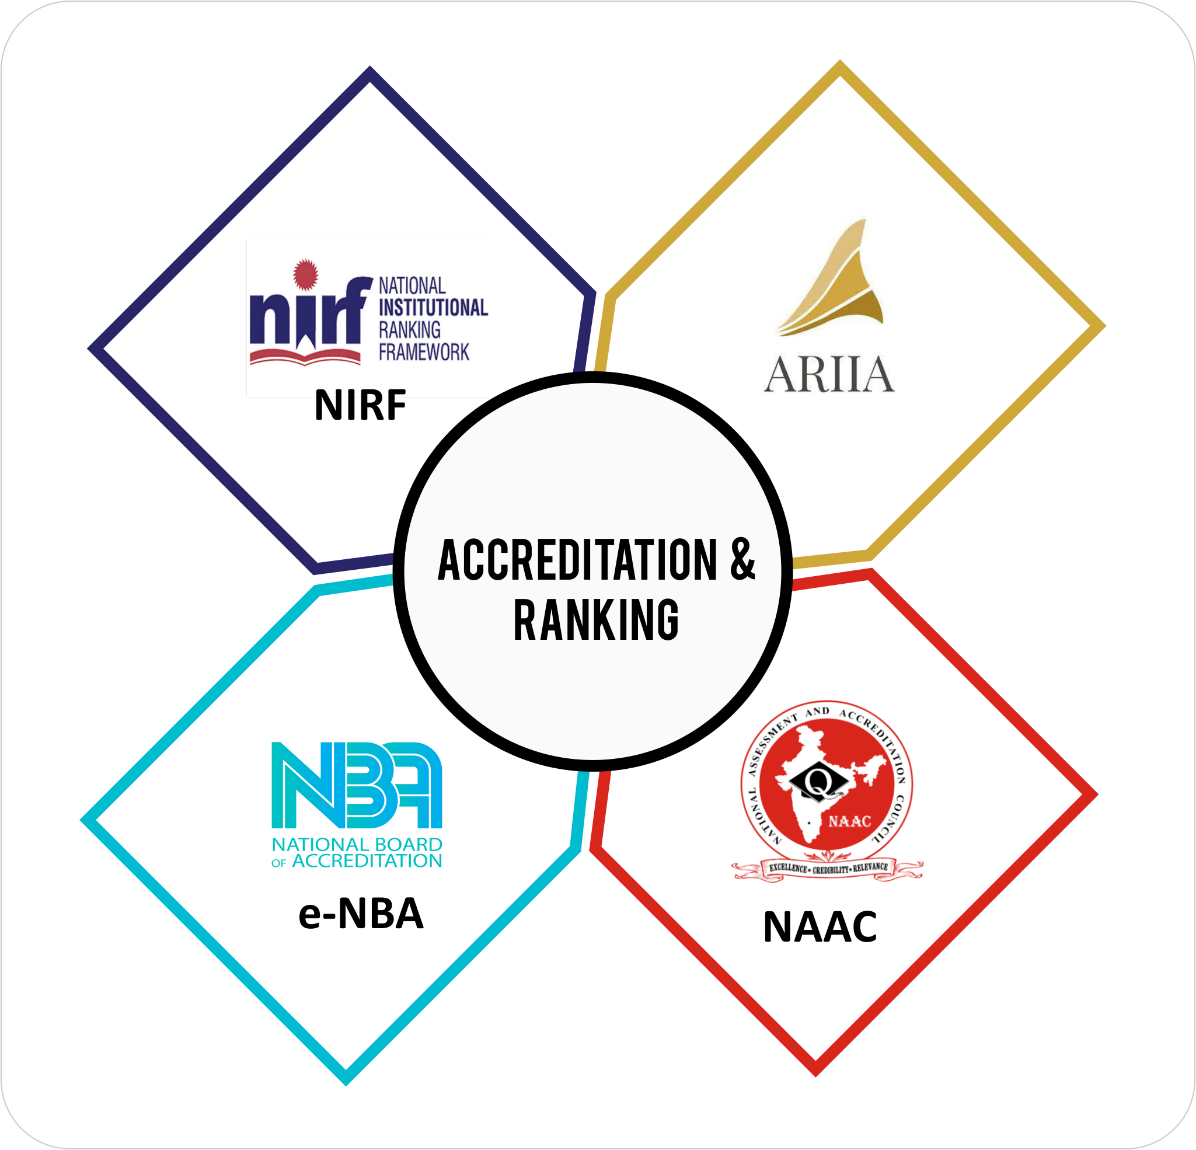 nirf
NATIONAL
INSTITUTIONAL
RANKING
FRAMEWORK
NIRF
ARIIA
ACCREDITATION &
RANKING
NBA
NATIONAL BOARD
OF ACCREDITATION
e-NBA
NATIONAL ASSESSMENT AND ACCREDITATION COUNCIL
Q
NAAC
EXCELLENCE • CREDIBILITY • RELEVANCE
NAAC